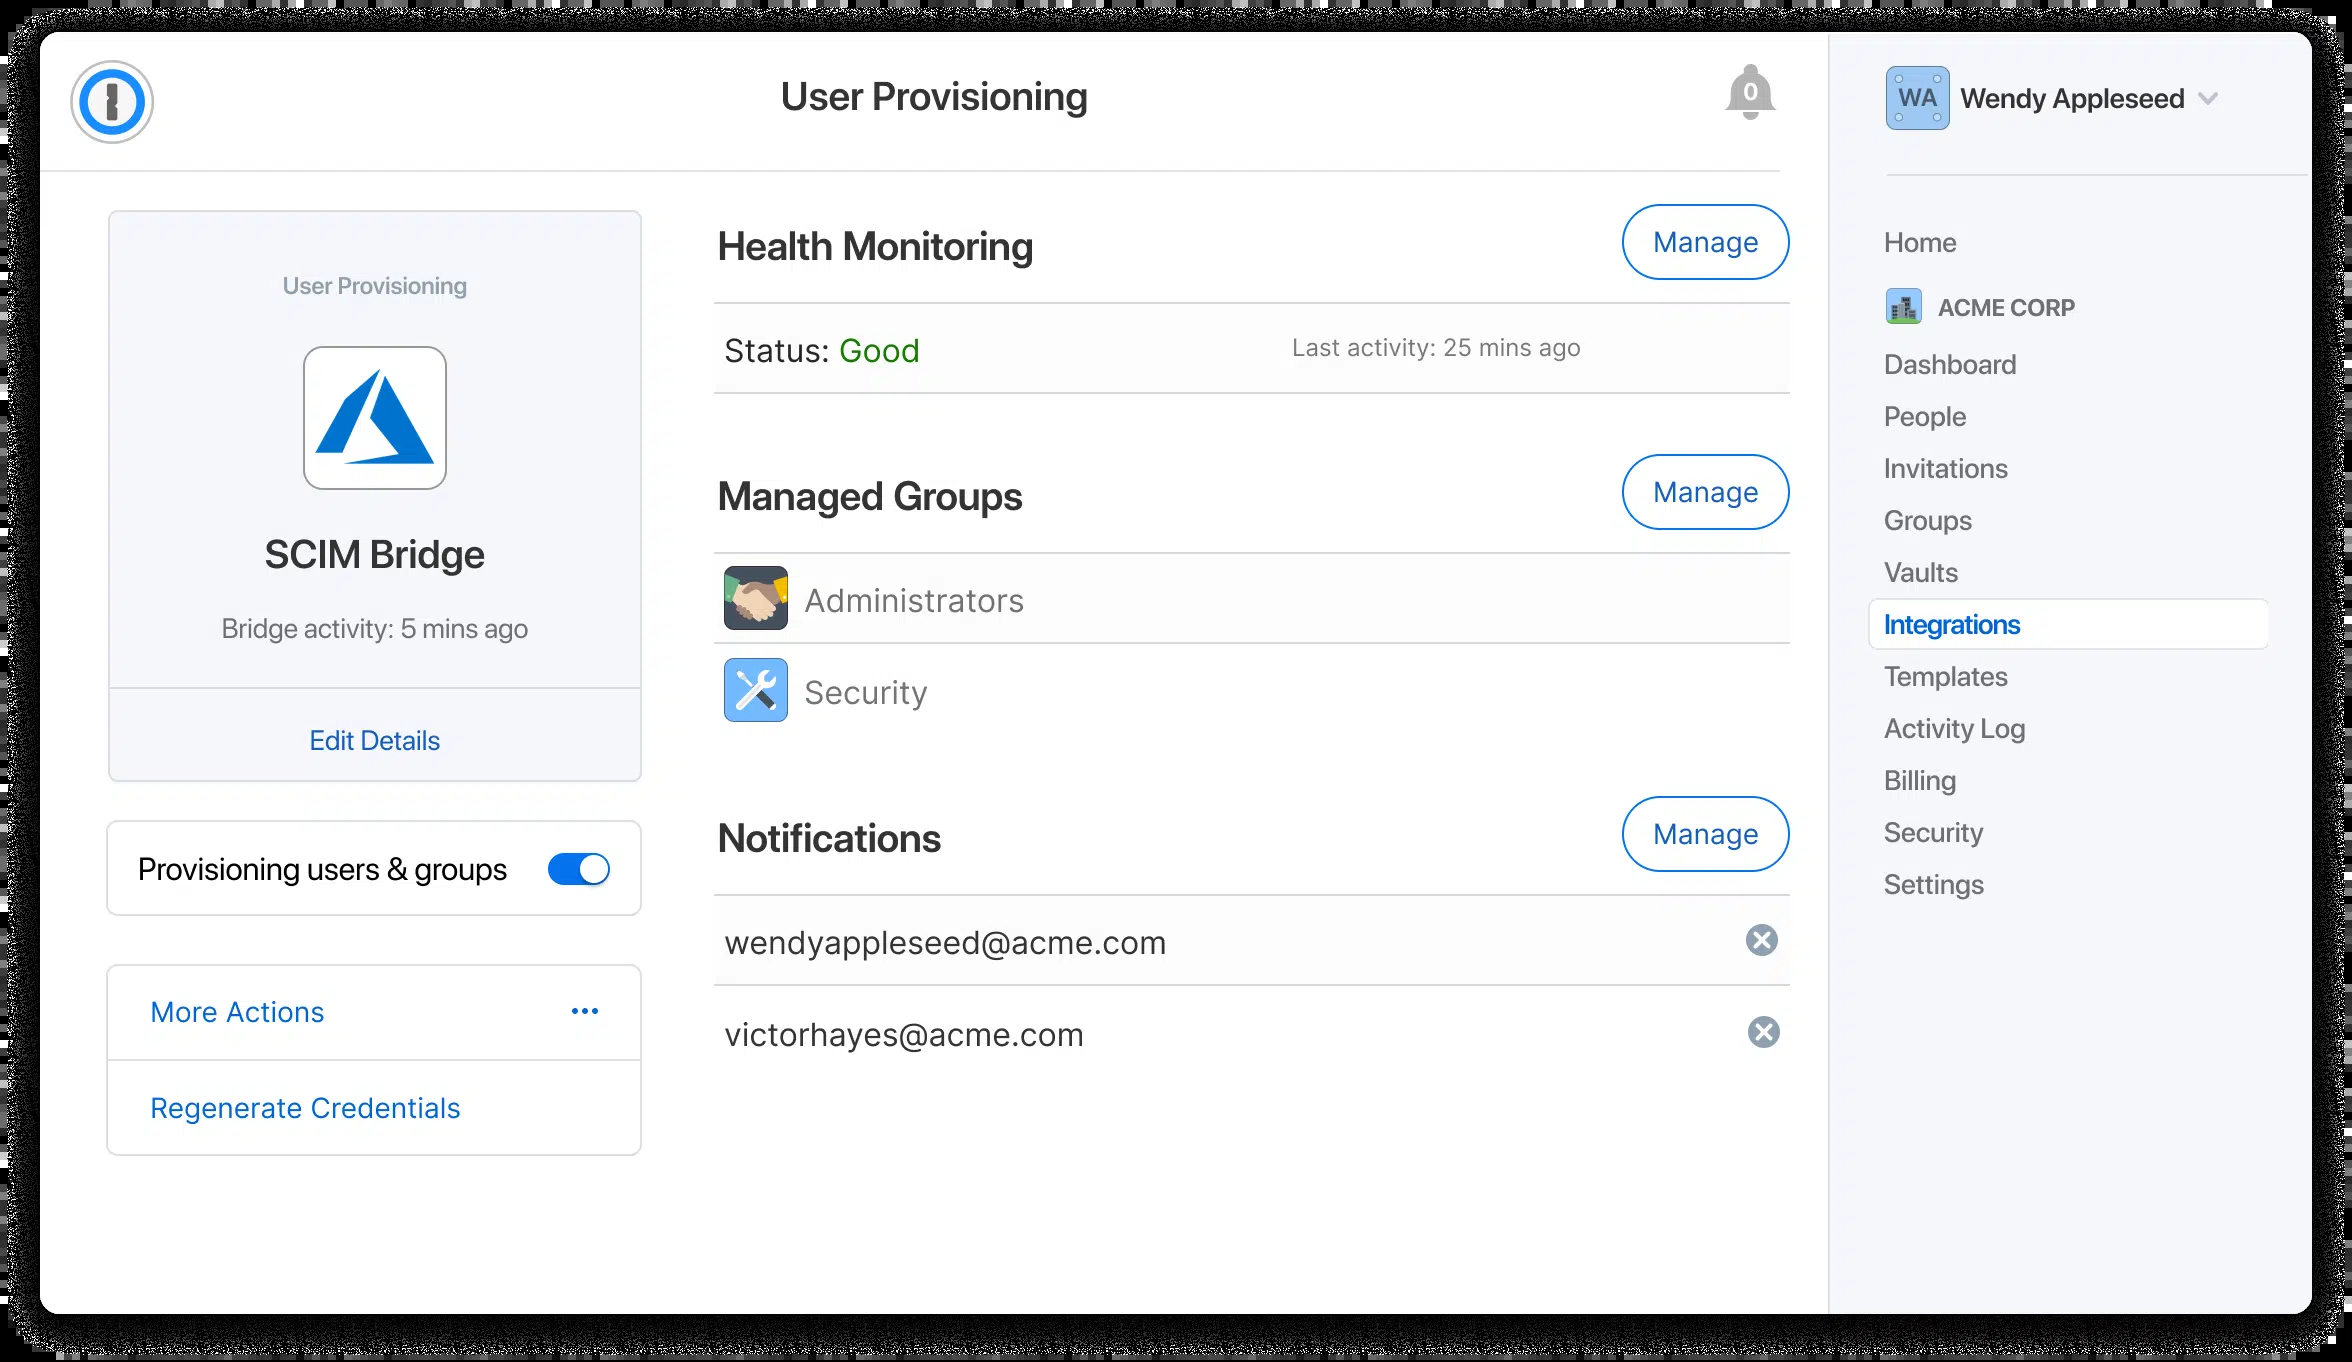 User Provisioning
0
WA
Wendy Appleseed
User Provisioning
SCIM Bridge
Bridge activity: 5 mins ago
Edit Details
Provisioning users & groups
More Actions
Regenerate Credentials
Health Monitoring
Manage
Status: Good
Last activity: 25 mins ago
Managed Groups
Manage
Administrators
Security
Notifications
Manage
wendyappleseed@acme.com
victorhayes@acme.com
Home
ACME CORP
Dashboard
People
Invitations
Groups
Vaults
Integrations
Templates
Activity Log
Billing
Security
Settings